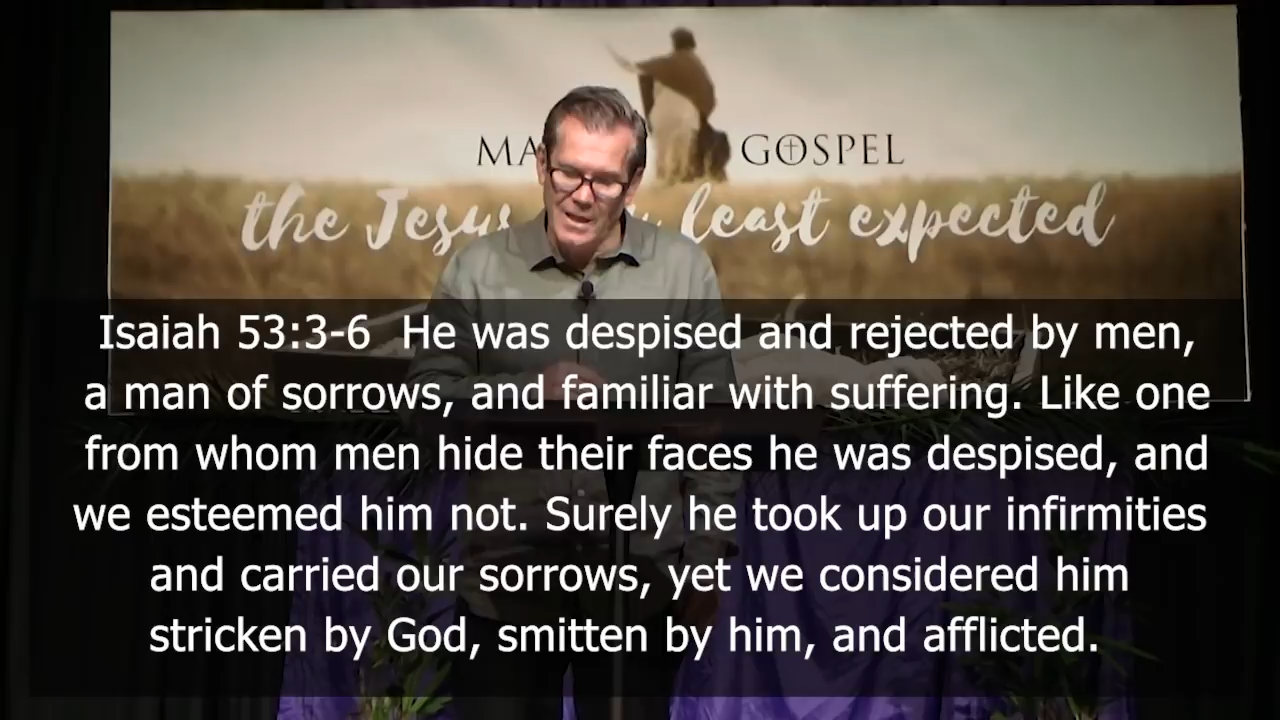 MA GOSPEL
the Jesus least expected
Isaiah 53:3-6 He was despised and rejected by men,
a man of sorrows, and familiar with suffering. Like one
from whom men hide their faces he was despised, and
we esteemed him not. Surely he took up our infirmities
and carried our sorrows, yet we considered him
stricken by God, smitten by him, and afflicted.